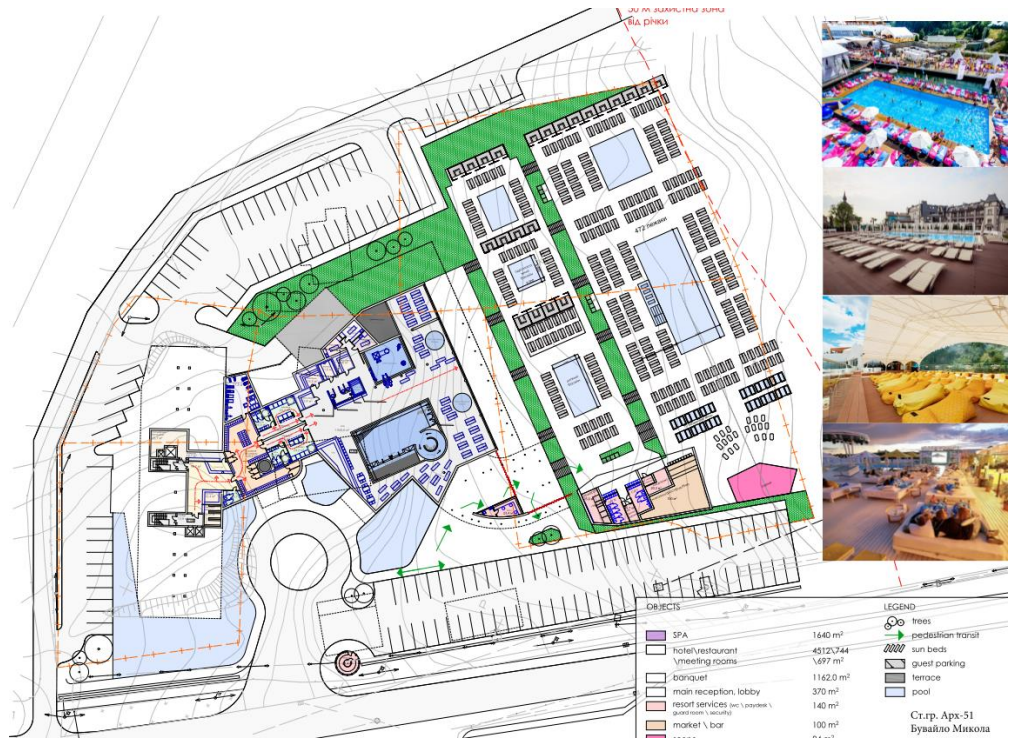 50 м захистна зона
від річки
472 лежаки
OBJECTS
SPA 1640 m²
hotel\restaurant 4512\744
\meeting rooms \697 m²
banquet 1162.0 m²
main reception, lobby 370 m²
resort services (wc \ paydesk \ 140 m²
guard room \ security)
market \ bar 100 m²
LEGEND
trees
pedestrian transit
sun beds
guest parking
terrace
pool
Ст.гр. Арх-51
Бувайло Микола